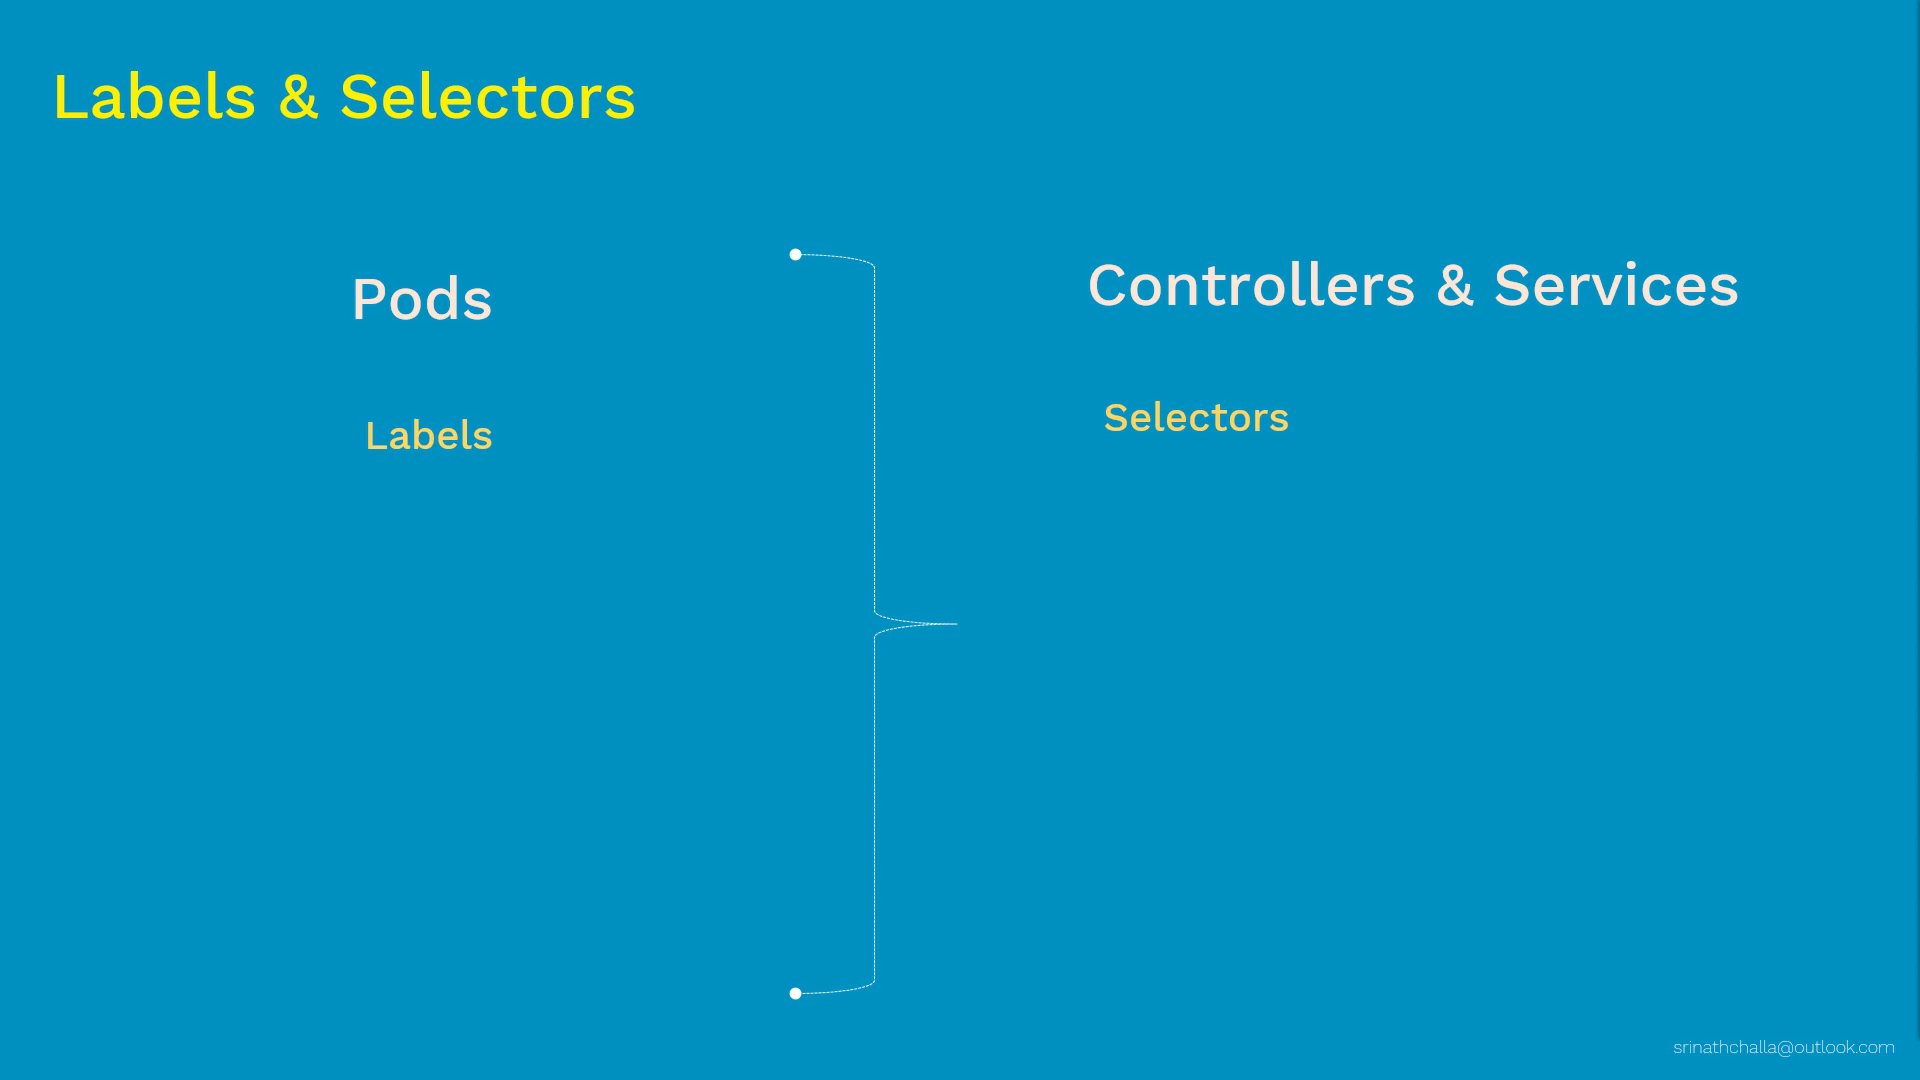 Labels & Selectors
Pods
Labels
Controllers & Services
Selectors
srinathchalla@outlook.com